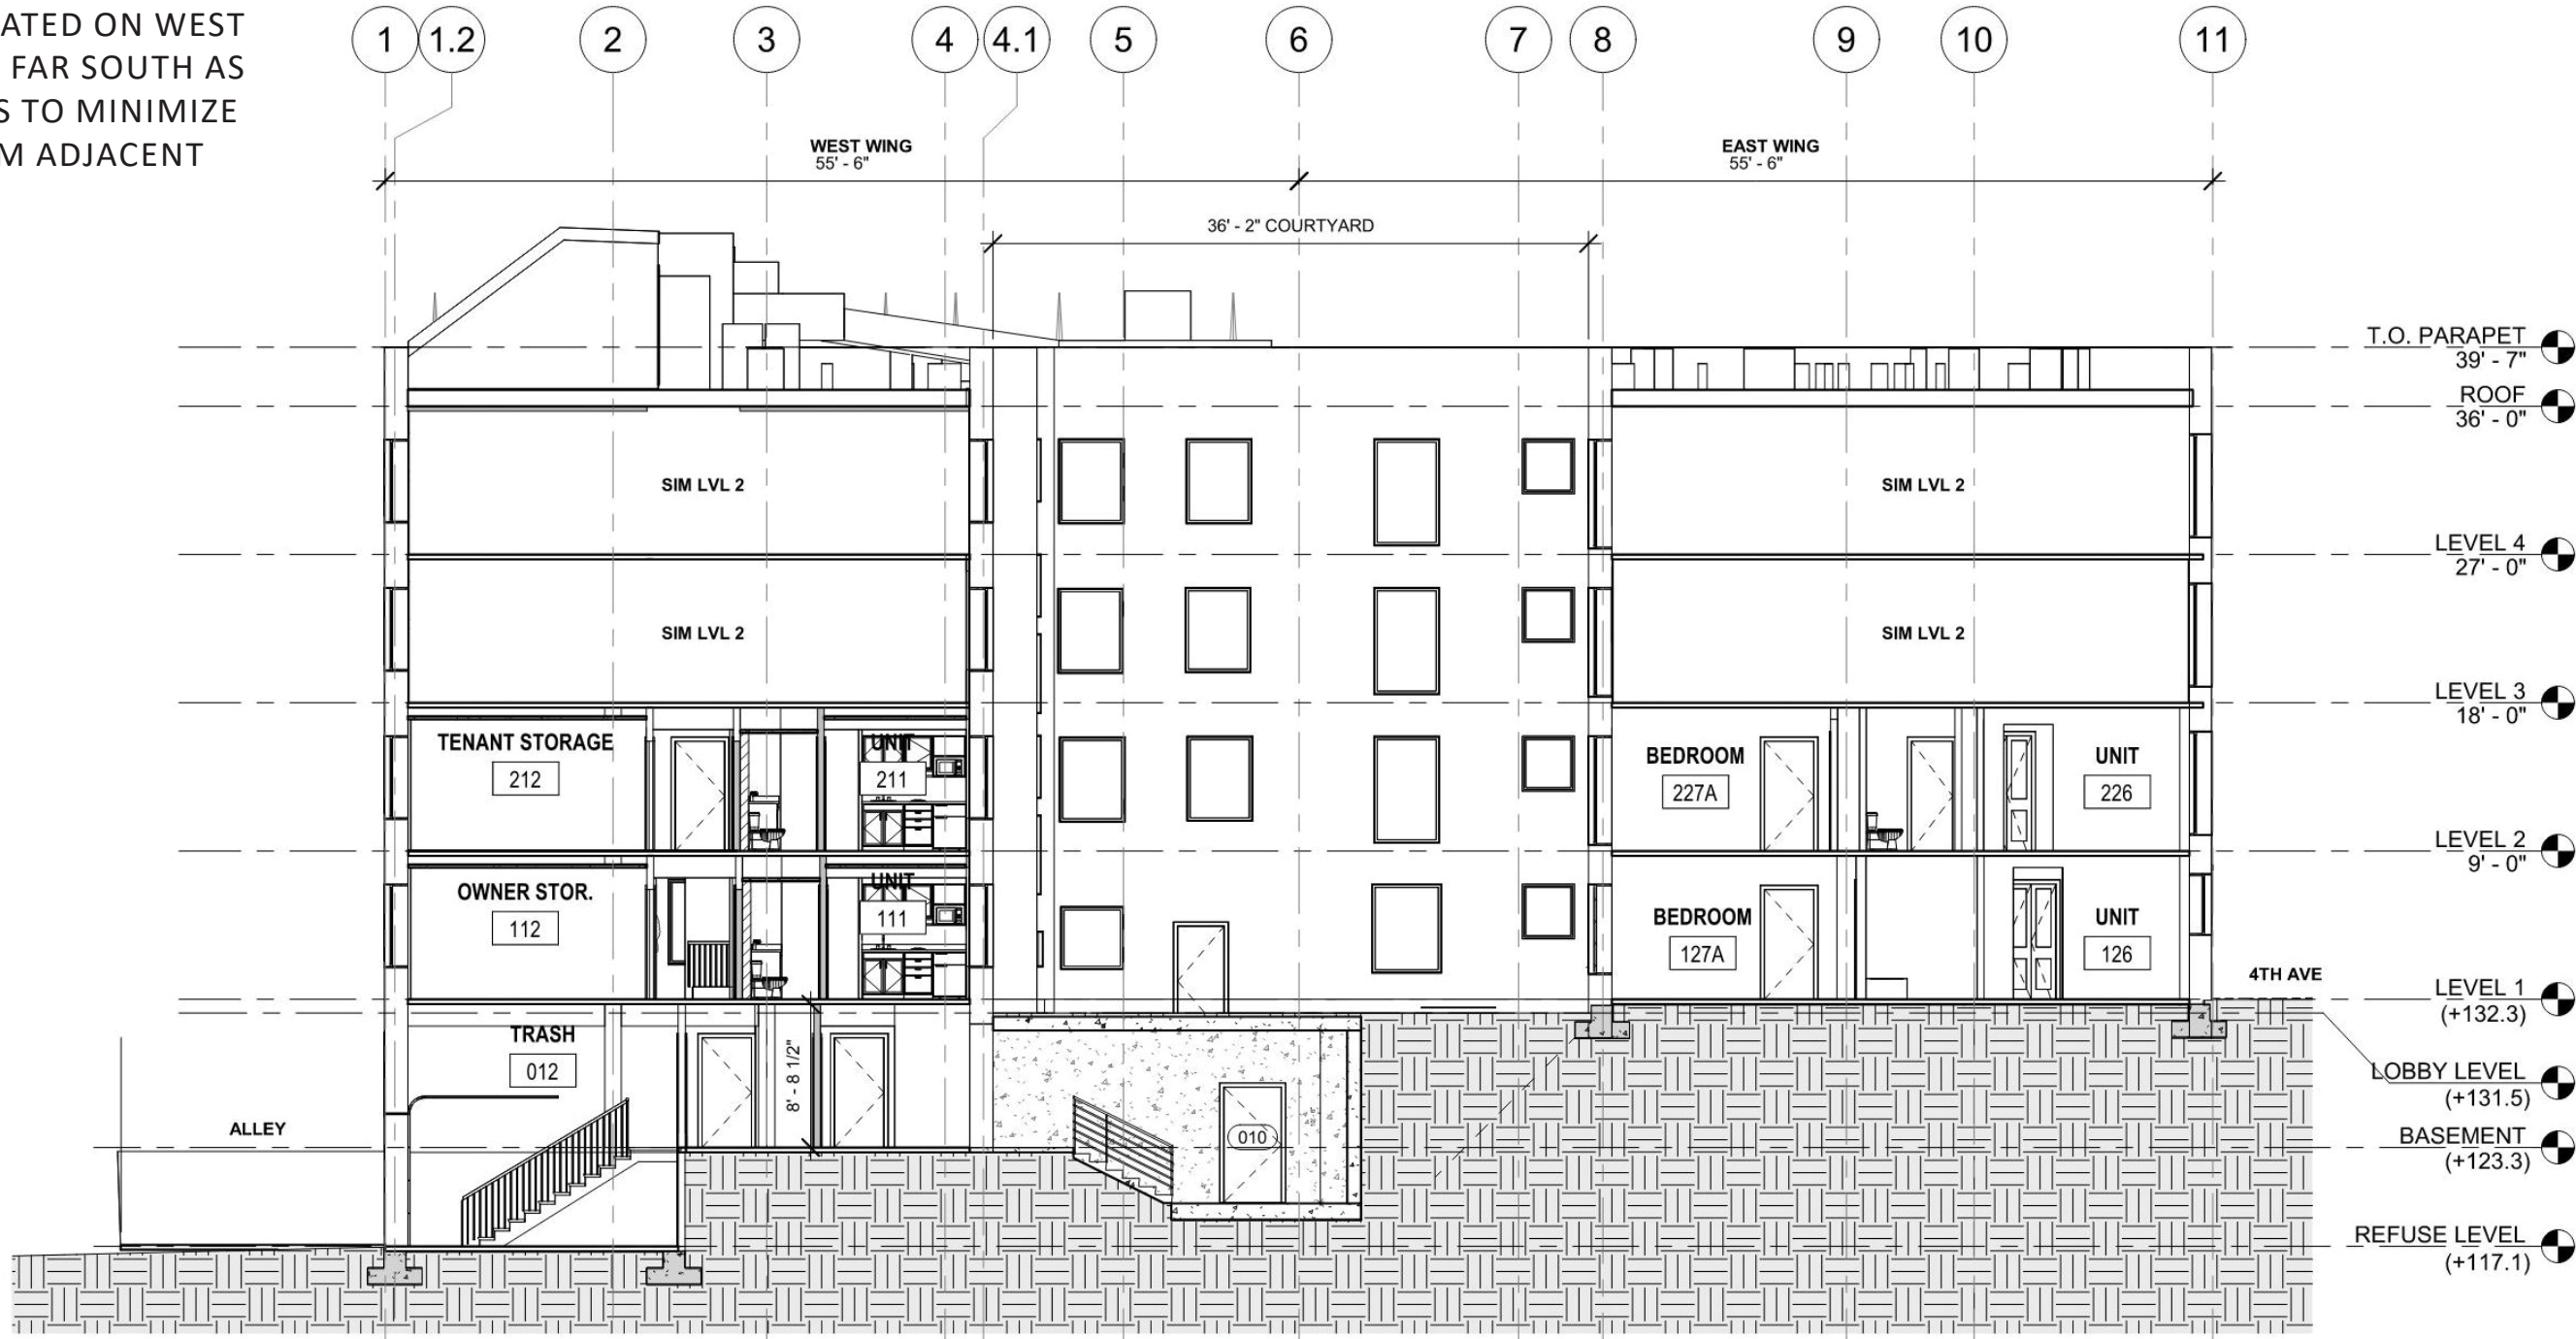 ATED ON WEST
FAR SOUTH AS
S TO MINIMIZE
M ADJACENT
1 1.2 2 3 4 4.1 5 6 7 8 9 10 11
WEST WING
55' - 6"
EAST WING
55' - 6"
36' - 2" COURTYARD
T.O. PARAPET
39' - 7"
ROOF
36' - 0"
SIM LVL 2
SIM LVL 2
LEVEL 4
27' - 0"
SIM LVL 2
SIM LVL 2
LEVEL 3
18' - 0"
TENANT STORAGE
212
UNIT
211
BEDROOM
227A
UNIT
226
LEVEL 2
9' - 0"
OWNER STOR.
112
UNIT
111
BEDROOM
127A
UNIT
126
4TH AVE
LEVEL 1
(+132.3)
TRASH
012
8' - 8 1/2"
LOBBY LEVEL
(+131.5)
ALLEY
010
BASEMENT
(+123.3)
REFUSE LEVEL
(+117.1)